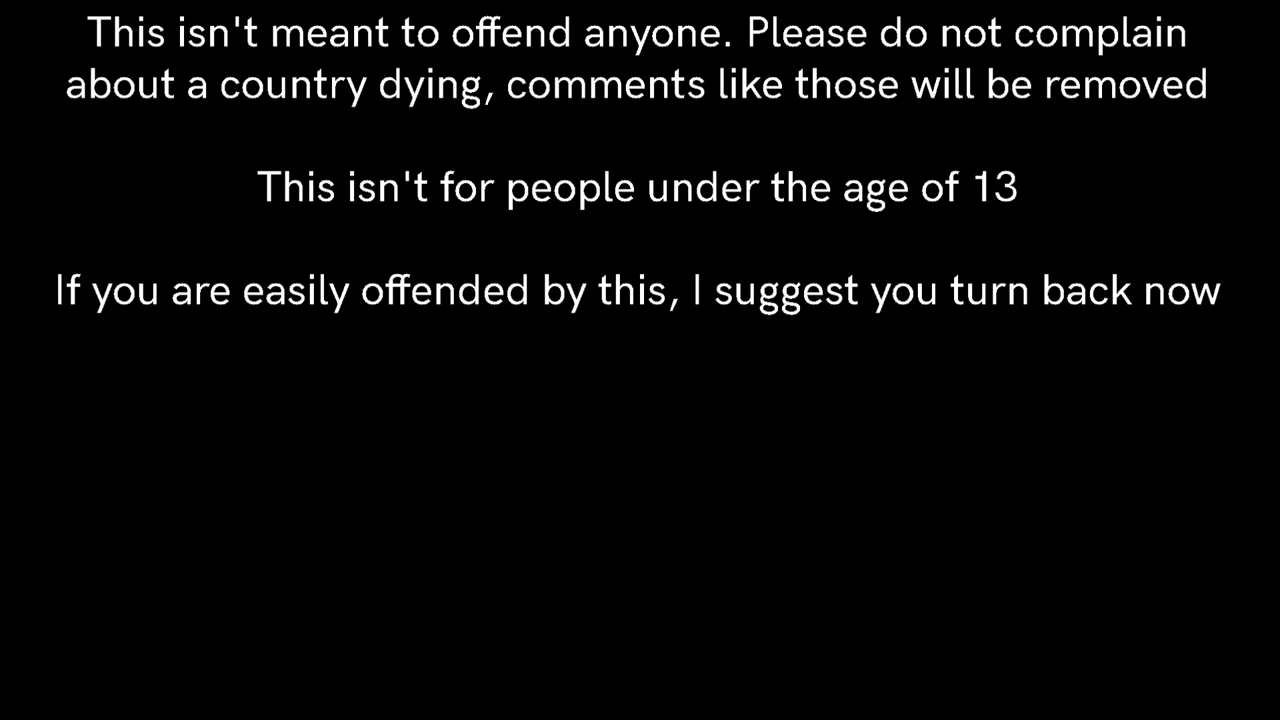 This isn't meant to offend anyone. Please do not complain
about a country dying, comments like those will be removed
This isn't for people under the age of 13
If you are easily offended by this, I suggest you turn back now